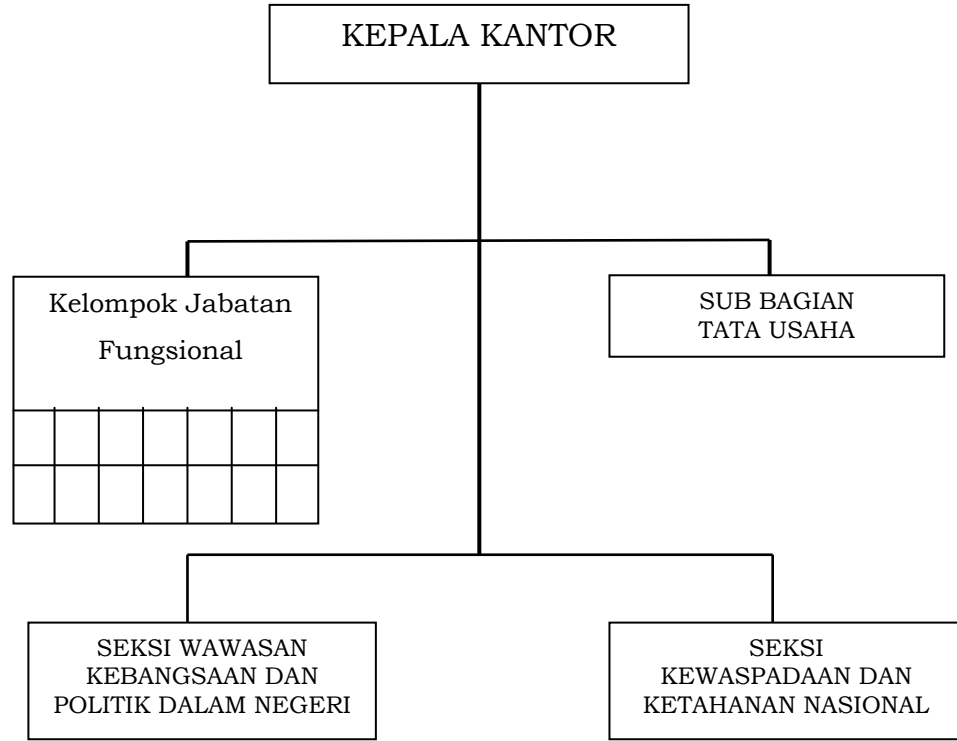 KEPALA KANTOR
Kelompok Jabatan
Fungsional
SUB BAGIAN
TATA USAHA
SEKSI WAWASAN
KEBANGSAAN DAN
POLITIK DALAM NEGERI
SEKSI
KEWASPADAAN DAN
KETAHANAN NASIONAL